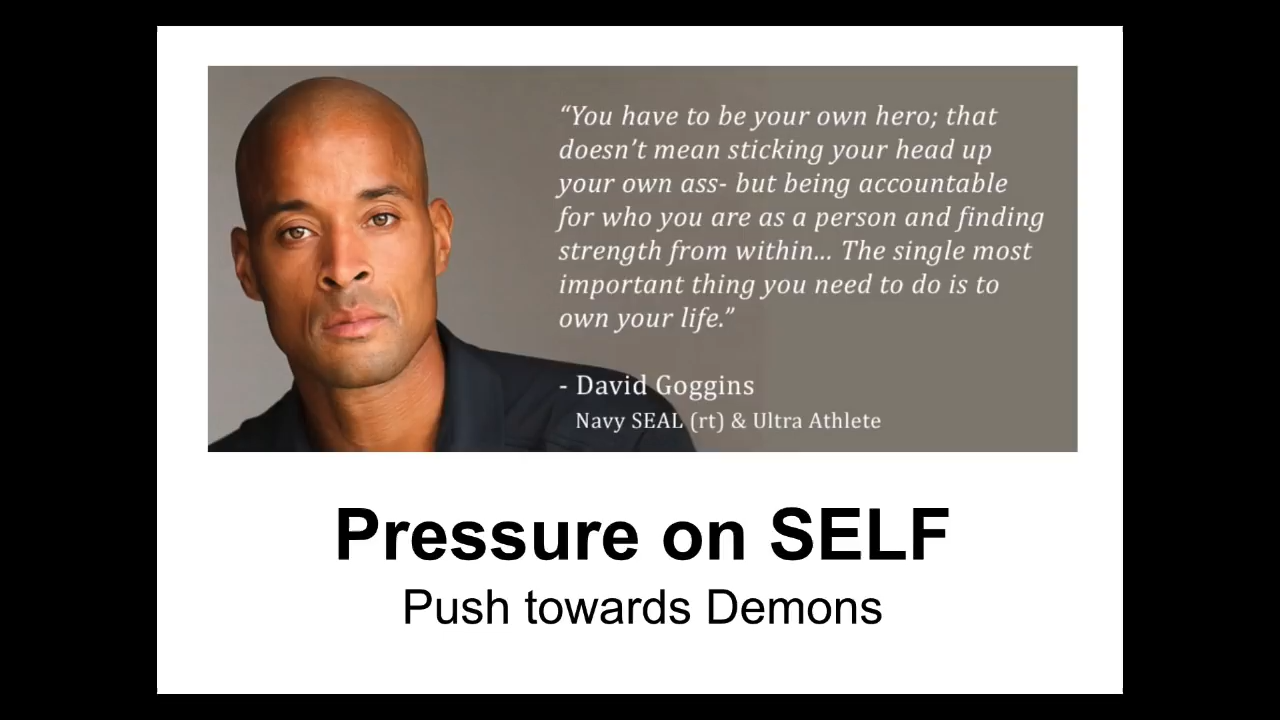 “You have to be your own hero; that
doesn’t mean sticking your head up
your own ass- but being accountable
for who you are as a person and finding
strength from within... The single most
important thing you need to do is to
own your life.”
- David Goggins
Navy SEAL (rt) & Ultra Athlete
Pressure on SELF
Push towards Demons